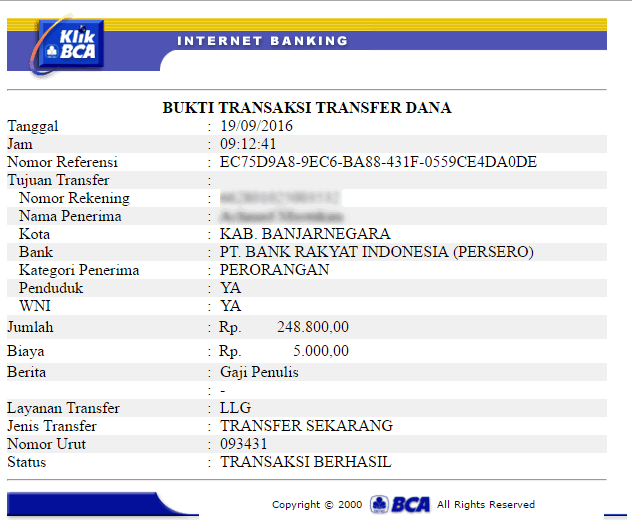 Klik
BCA
INTERNET BANKING
BUKTI TRANSAKSI TRANSFER DANA
Tanggal : 19/09/2016
Jam : 09:12:41
Nomor Referensi : EC75D9A8-9EC6-BA88-431F-0559CE4DA0DE
Tujuan Transfer :
Nomor Rekening :
Nama Penerima :
Kota : KAB. BANJARNEGARA
Bank : PT. BANK RAKYAT INDONESIA (PERSERO)
Kategori Penerima : PERORANGAN
Penduduk : YA
WNI : YA
Jumlah : Rp. 248.800,00
Biaya : Rp. 5.000,00
Berita : Gaji Penulis
: -
Layanan Transfer : LLG
Jenis Transfer : TRANSFER SEKARANG
Nomor Urut : 093431
Status : TRANSAKSI BERHASIL
Copyright © 2000 BCA All Rights Reserved